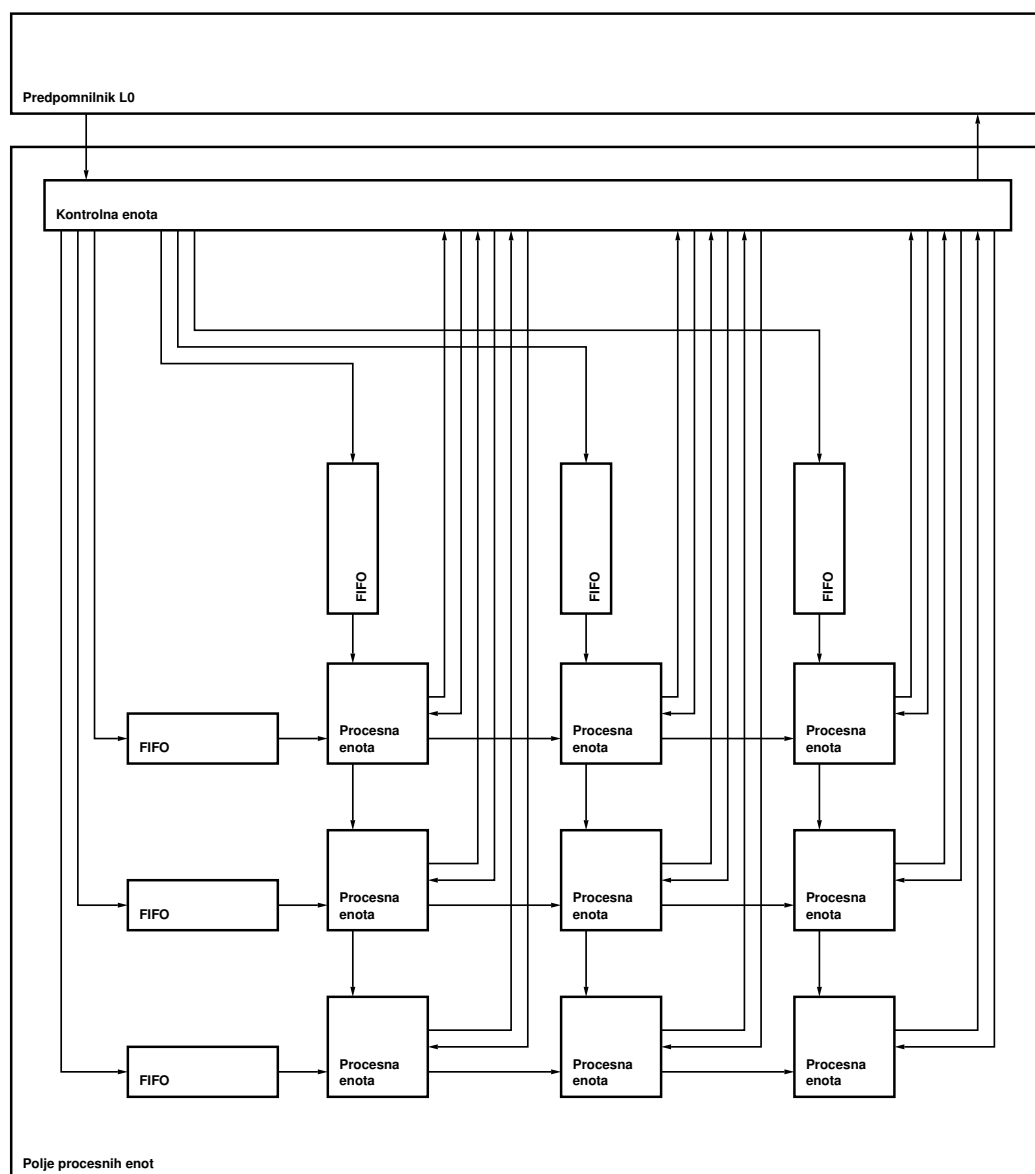 Predpomnilnik L0
Kontrolna enota
FIFO
FIFO
FIFO
Procesna
enota
Procesna
enota
Procesna
enota
FIFO
Procesna
enota
Procesna
enota
Procesna
enota
FIFO
Procesna
enota
Procesna
enota
Procesna
enota
FIFO
Polje procesnih enot